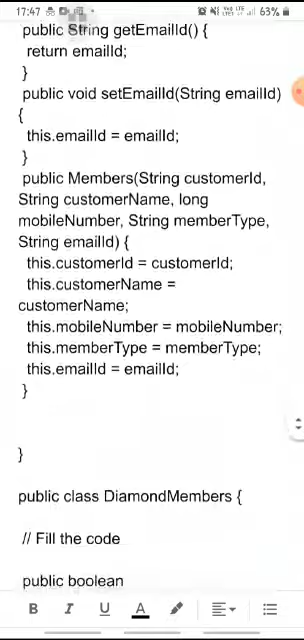 17:47
63%
public String getEmailId() {
return emailId;
}
public void setEmailId(String emailId)
{
this.emailId = emailId;
}
public Members(String customerId,
String customerName, long
mobileNumber, String memberType,
String emailId) {
this.customerId = customerId;
this.customerName =
customerName;
this.mobileNumber = mobileNumber;
this.memberType = memberType;
this.emailId = emailId;
}
}
public class DiamondMembers {
// Fill the code
public boolean
B I U A